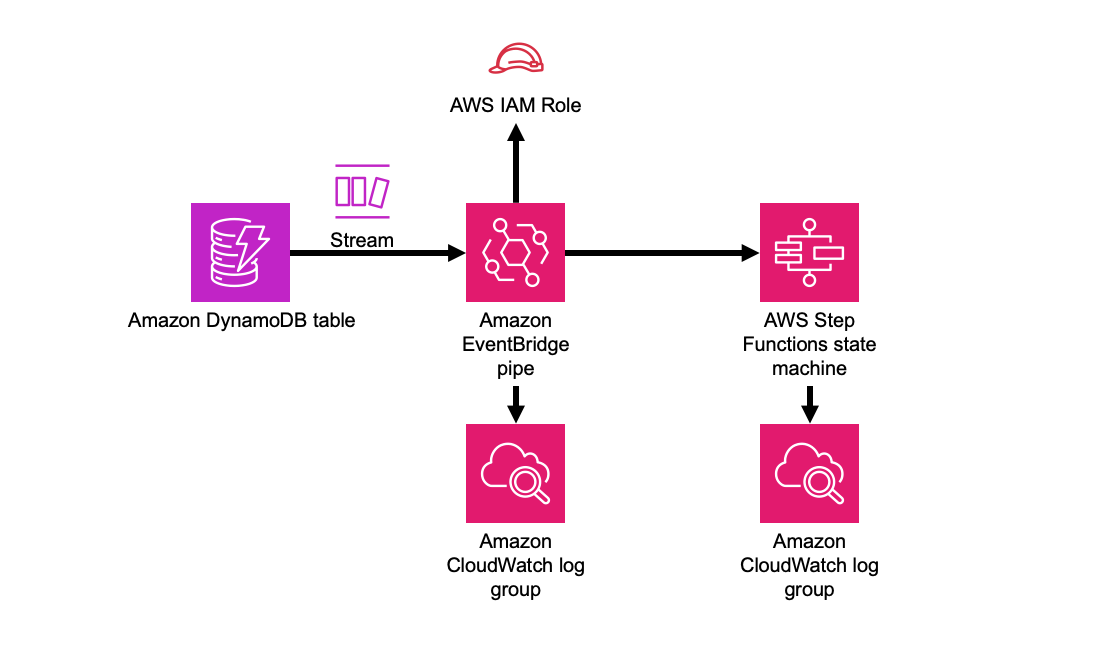 AWS IAM Role
Stream
Amazon DynamoDB table
Amazon
EventBridge
pipe
AWS Step
Functions state
machine
Amazon
CloudWatch log
group
Amazon
CloudWatch log
group